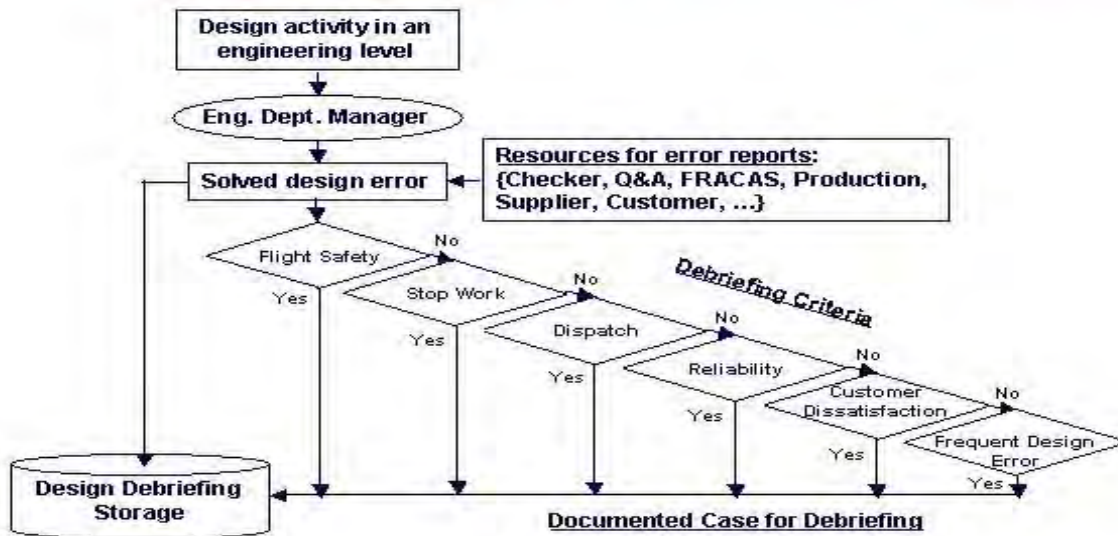 Design activity in an
engineering level
Eng. Dept. Manager
Resources for error reports:
{Checker, Q&A, FRACAS, Production,
Supplier, Customer, ...}
Solved design error
Flight Safety
No
Yes
Stop Work
No
Yes
Debriefing Criteria
Dispatch
No
Yes
Reliability
No
Yes
Customer
Dissatisfaction
No
Yes
Frequent Design
Error
Yes
Design Debriefing
Storage
Documented Case for Debriefing